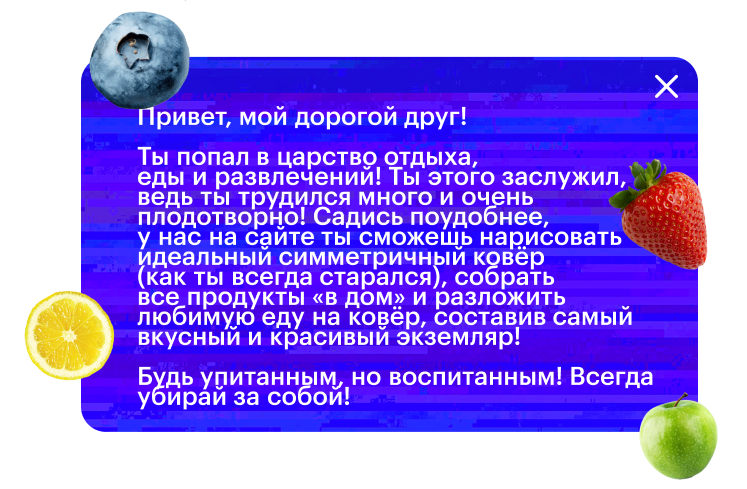 Привет, мой дорогой друг!
Ты попал в царство отдыха,
еды и развлечений! Ты этого заслужил,
ведь ты трудился много и очень
плодотворно! Садись поудобнее,
у нас на сайте ты сможешь нарисовать
идеальный симметричный ковёр
(как ты всегда старался), собрать
все продукты «в дом» и разложить
любимую еду на ковёр, составив самый
вкусный и красивый экземляр!
Будь упитанным, но воспитанным! Всегда
убирай за собой!